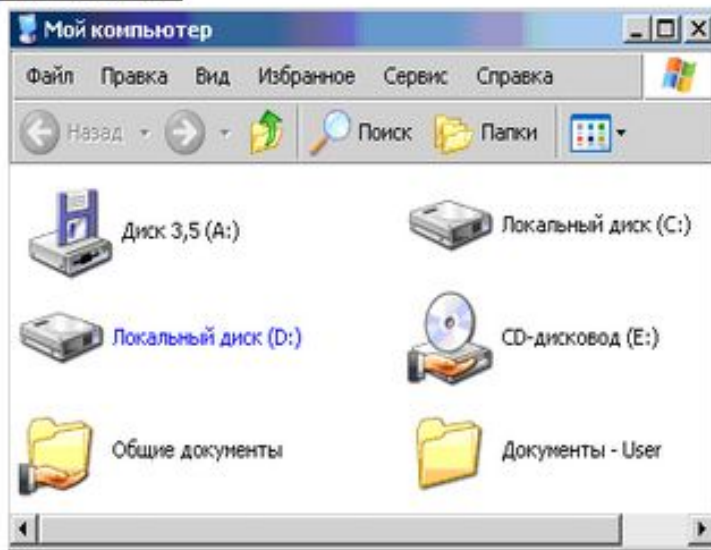 Мой компьютер
Файл Правка Вид Избранное Сервис Справка
Назад Поиск Папки
Диск 3,5 (A:) Локальный диск (C:)
Локальный диск (D:) CD-дисковод (E:)
Общие документы Документы - User